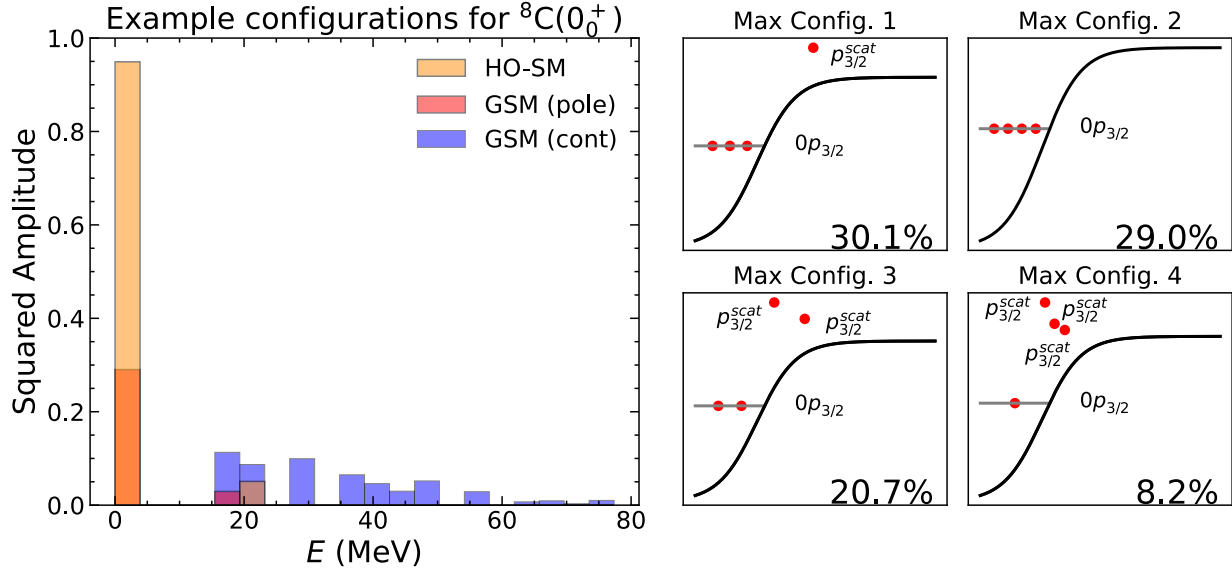 Example configurations for ⁸C(0₀⁺)
1.0
0.8
0.6
0.4
0.2
0.0
Squared Amplitude
HO-SM
GSM (pole)
GSM (cont)
0 20 40 60 80
E (MeV)
Max Config. 1
p₃/₂ˢᶜᵃᵗ
0p₃/₂
30.1%
Max Config. 2
0p₃/₂
29.0%
Max Config. 3
p₃/₂ˢᶜᵃᵗ p₃/₂ˢᶜᵃᵗ
0p₃/₂
20.7%
Max Config. 4
p₃/₂ˢᶜᵃᵗ p₃/₂ˢᶜᵃᵗ
p₃/₂ˢᶜᵃᵗ
0p₃/₂
8.2%